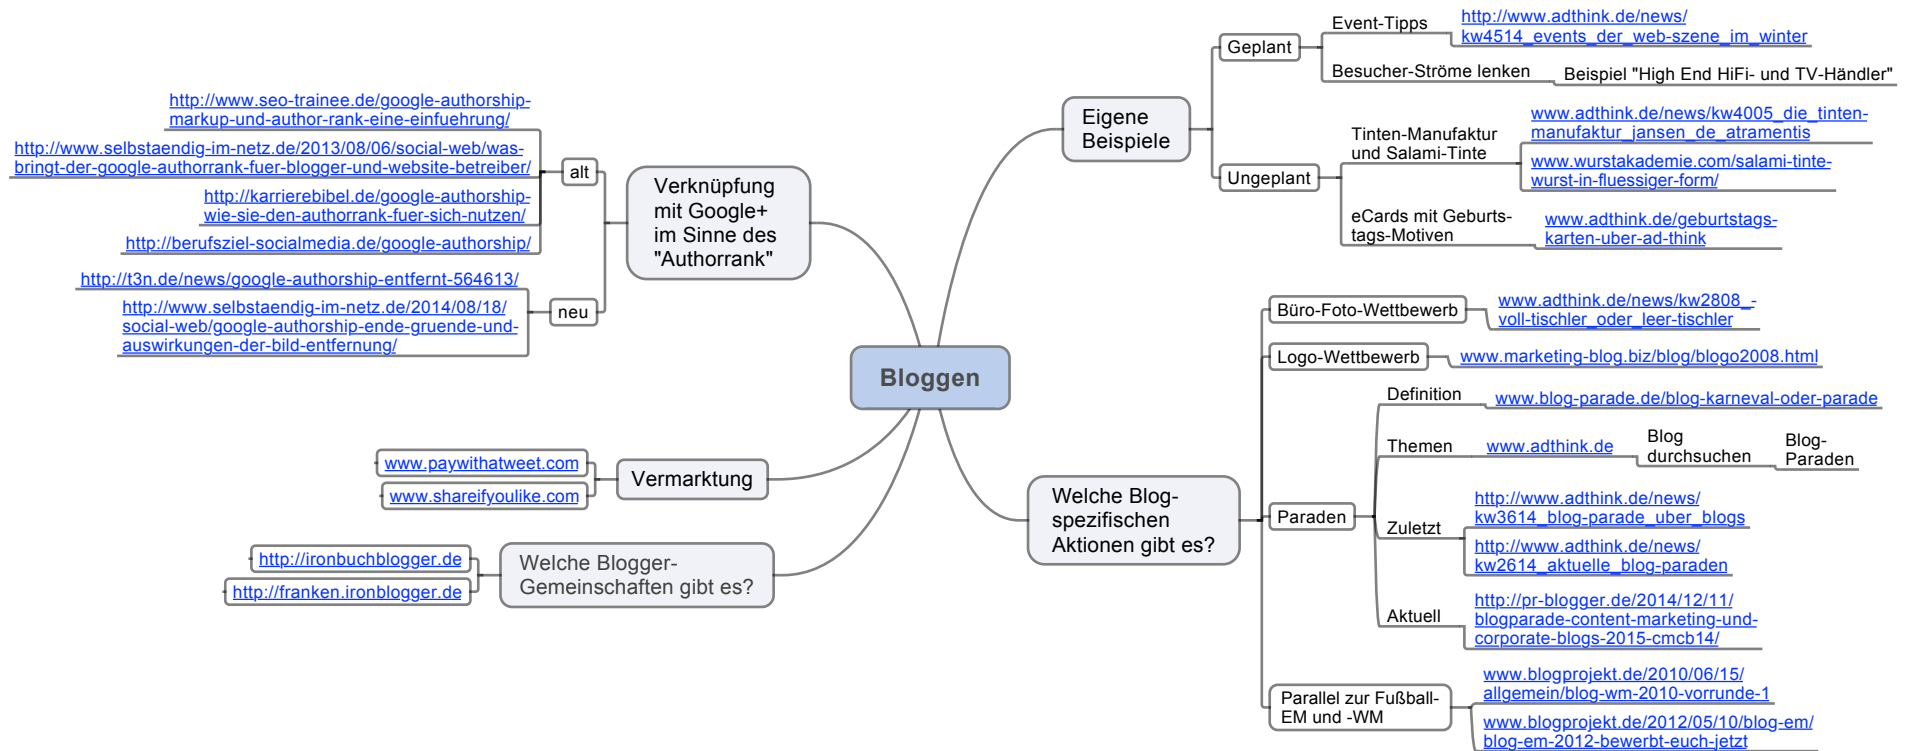 Bloggen
Eigene
Beispiele
Geplant
Event-Tipps
http://www.adthink.de/news/
kw4514_events_der_web-szene_im_winter
Besucher-Ströme lenken
Beispiel "High End HiFi- und TV-Händler"
Ungeplant
Tinten-Manufaktur
und Salami-Tinte
www.adthink.de/news/kw4005_die_tinten-
manufaktur_jansen_de_atramentis
www.wurstakademie.com/salami-tinte-
wurst-in-fluessiger-form/
eCards mit Geburts-
tags-Motiven
www.adthink.de/geburtstags-
karten-uber-ad-think
Welche Blog-
spezifischen
Aktionen gibt es?
Büro-Foto-Wettbewerb
www.adthink.de/news/kw2808_-
voll-tischler_oder_leer-tischler
Logo-Wettbewerb
www.marketing-blog.biz/blog/blogo2008.html
Paraden
Definition
www.blog-parade.de/blog-karneval-oder-parade
Themen
www.adthink.de
Blog
durchsuchen
Blog-
Paraden
Zuletzt
http://www.adthink.de/news/
kw3614_blog-parade_uber_blogs
http://www.adthink.de/news/
kw2614_aktuelle_blog-paraden
Aktuell
http://pr-blogger.de/2014/12/11/
blogparade-content-marketing-und-
corporate-blogs-2015-cmcb14/
Parallel zur Fußball-
EM und -WM
www.blogprojekt.de/2010/06/15/
allgemein/blog-wm-2010-vorrunde-1
www.blogprojekt.de/2012/05/10/blog-em/
blog-em-2012-bewerbt-euch-jetzt
Verknüpfung
mit Google+
im Sinne des
"Authorrank"
alt
http://www.seo-trainee.de/google-authorship-
markup-und-author-rank-eine-einfuehrung/
http://www.selbstaendig-im-netz.de/2013/08/06/social-web/was-
bringt-der-google-authorrank-fuer-blogger-und-website-betreiber/
http://karrierebibel.de/google-authorship-
wie-sie-den-authorrank-fuer-sich-nutzen/
http://berufsziel-socialmedia.de/google-authorship/
neu
http://t3n.de/news/google-authorship-entfernt-564613/
http://www.selbstaendig-im-netz.de/2014/08/18/
social-web/google-authorship-ende-gruende-und-
auswirkungen-der-bild-entfernung/
Vermarktung
www.paywithatweet.com
www.shareifyoulike.com
Welche Blogger-
Gemeinschaften gibt es?
http://ironbuchblogger.de
http://franken.ironblogger.de